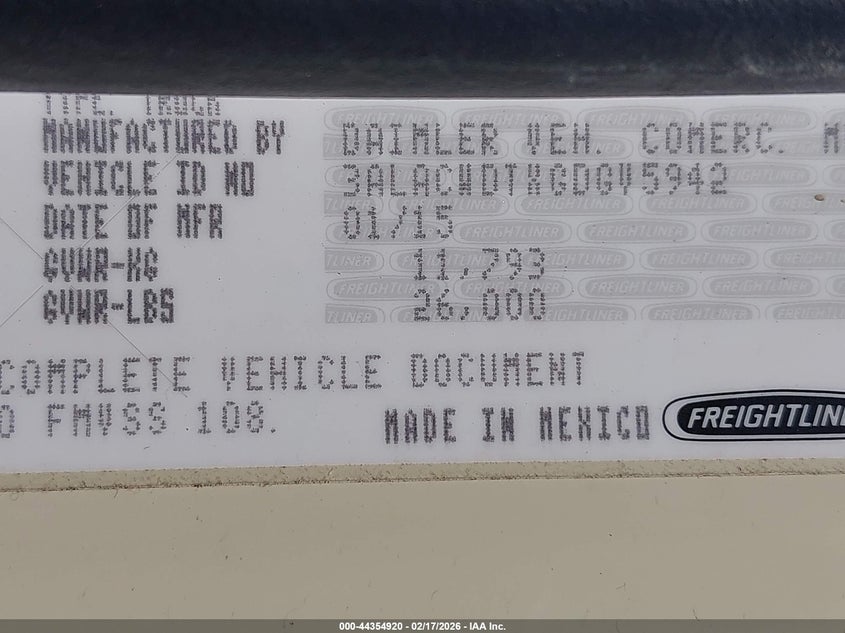 TYPE: TRUCK
MANUFACTURED BY DAIMLER VEH. COMERC. M
VEHICLE ID NO 3ALACWDTXGDGV5942
DATE OF MFR 01/15
GVWR-KG 11,793
GVWR-LBS 26,000
COMPLETE VEHICLE DOCUMENT
O FMVSS 108.
MADE IN MEXICO FREIGHTLINER
000-44354920 - 02/17/2026 - IAA Inc.